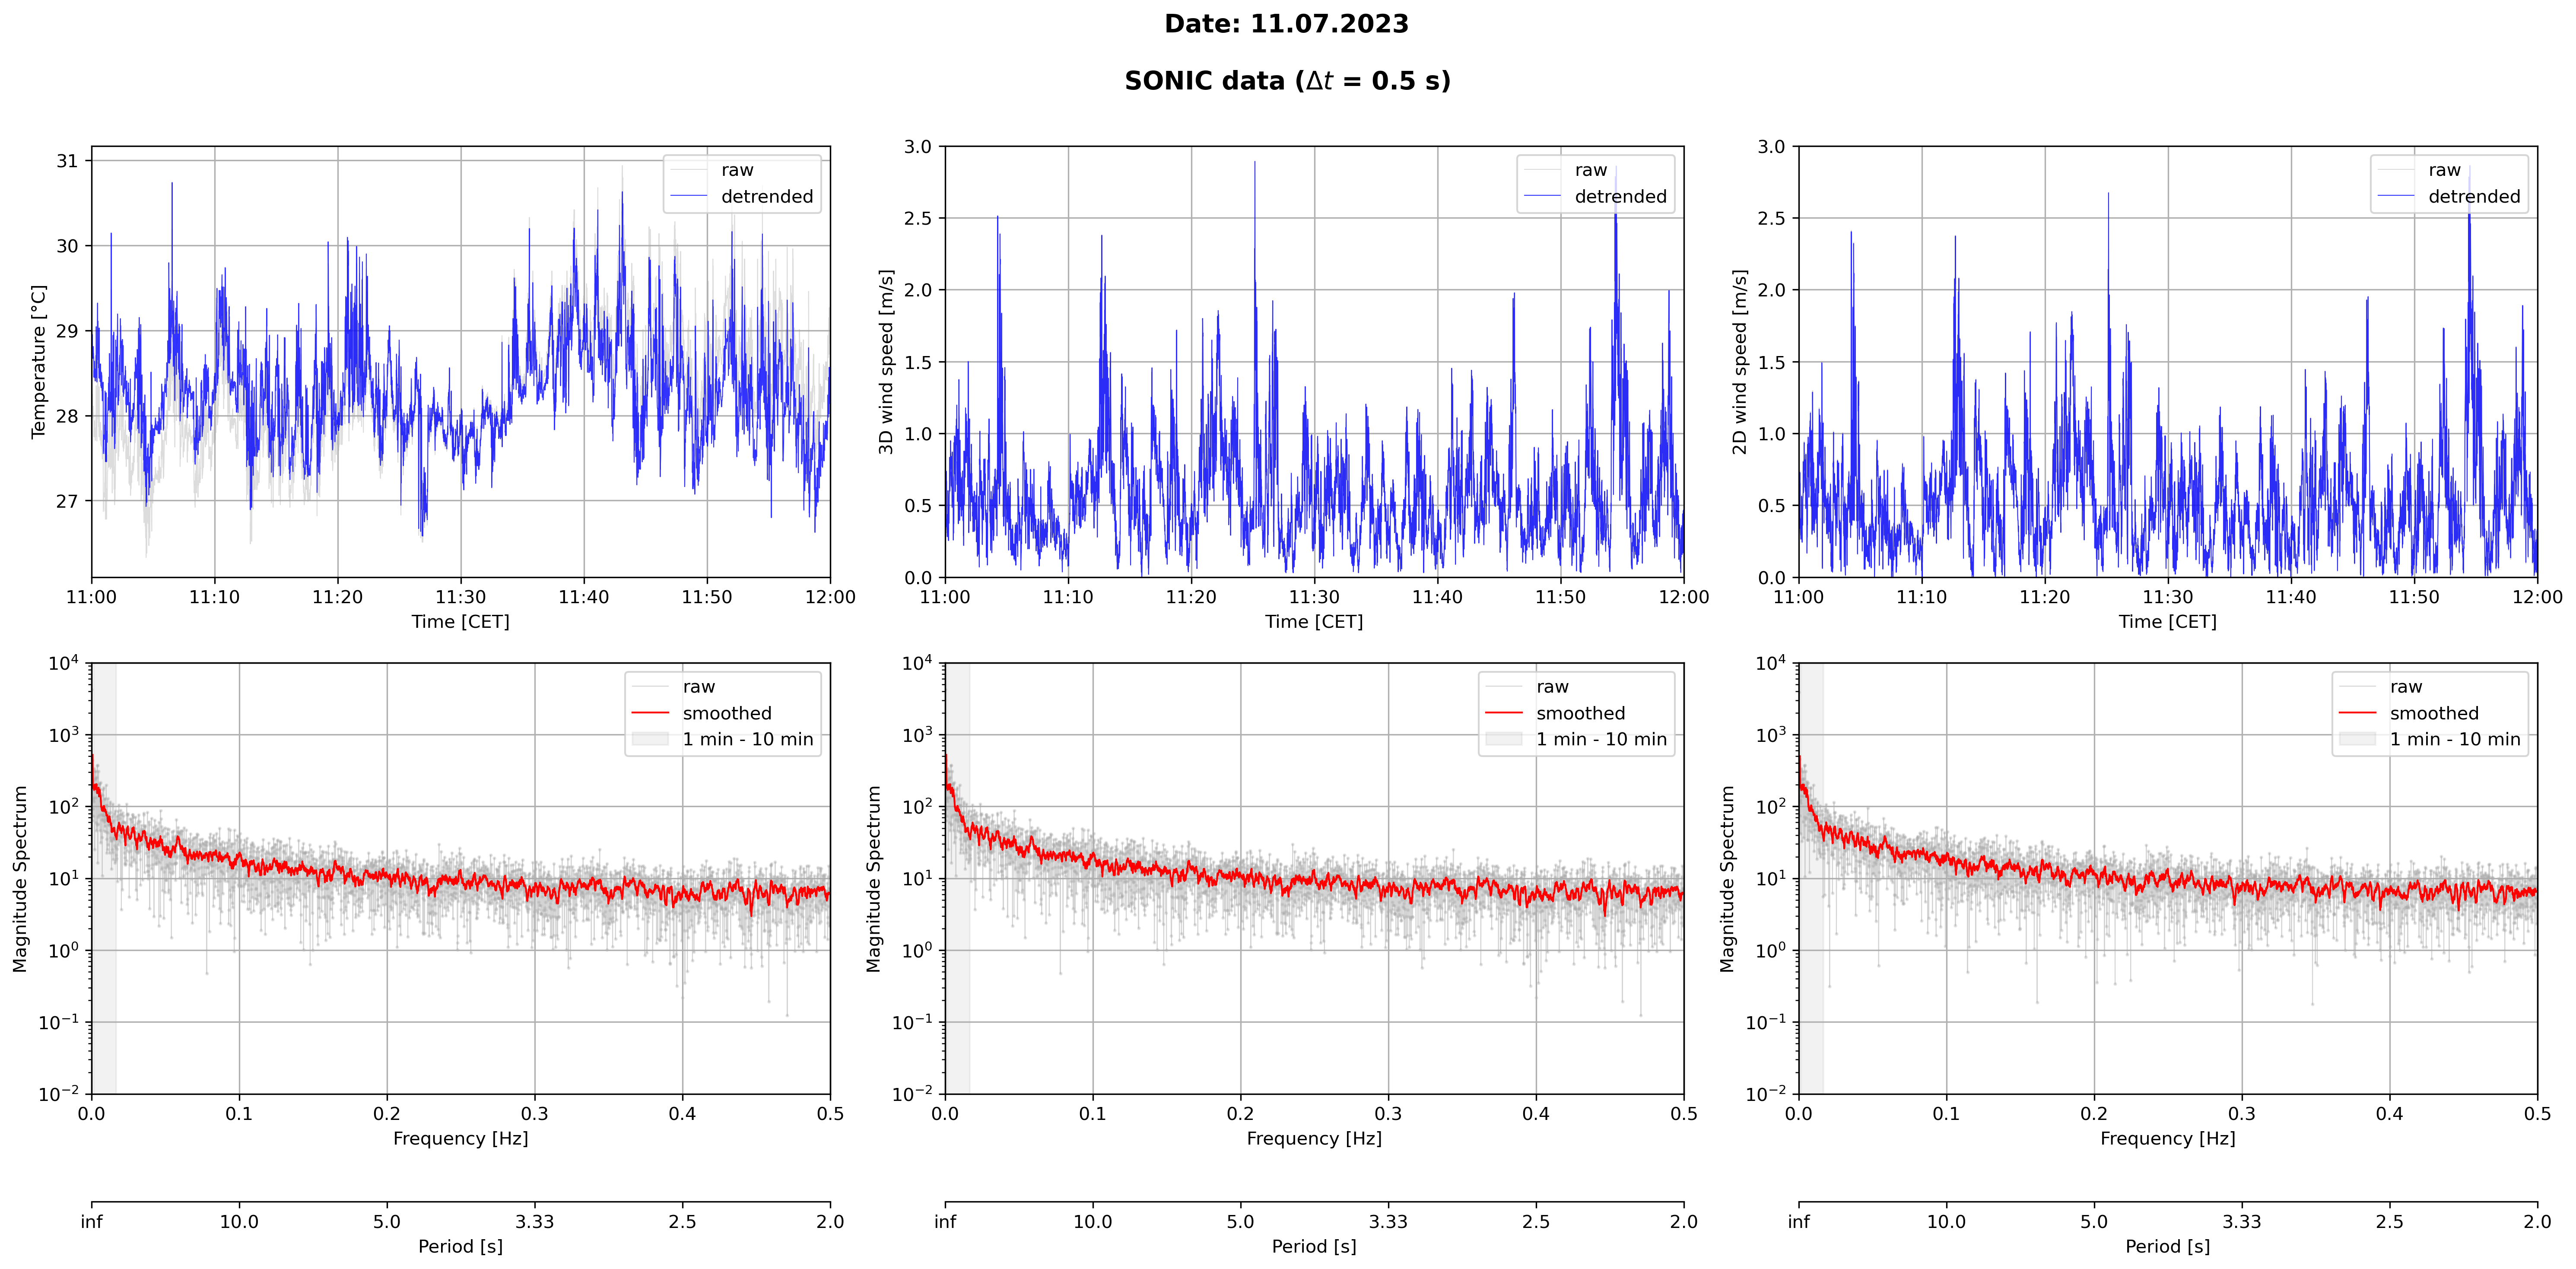 Date: 11.07.2023
SONIC data (Δt = 0.5 s)
Temperature [°C]
31
30
29
28
27
raw
detrended
11:00 11:10 11:20 11:30 11:40 11:50 12:00
Time [CET]
3D wind speed [m/s]
3.0
2.5
2.0
1.5
1.0
0.5
0.0
raw
detrended
11:00 11:10 11:20 11:30 11:40 11:50 12:00
Time [CET]
2D wind speed [m/s]
3.0
2.5
2.0
1.5
1.0
0.5
0.0
raw
detrended
11:00 11:10 11:20 11:30 11:40 11:50 12:00
Time [CET]
Magnitude Spectrum
10⁴
10³
10²
10¹
10⁰
10⁻¹
10⁻²
raw
smoothed
1 min - 10 min
0.0 0.1 0.2 0.3 0.4 0.5
Frequency [Hz]
inf 10.0 5.0 3.33 2.5 2.0
Period [s]
Magnitude Spectrum
10⁴
10³
10²
10¹
10⁰
10⁻¹
10⁻²
raw
smoothed
1 min - 10 min
0.0 0.1 0.2 0.3 0.4 0.5
Frequency [Hz]
inf 10.0 5.0 3.33 2.5 2.0
Period [s]
Magnitude Spectrum
10⁴
10³
10²
10¹
10⁰
10⁻¹
10⁻²
raw
smoothed
1 min - 10 min
0.0 0.1 0.2 0.3 0.4 0.5
Frequency [Hz]
inf 10.0 5.0 3.33 2.5 2.0
Period [s]